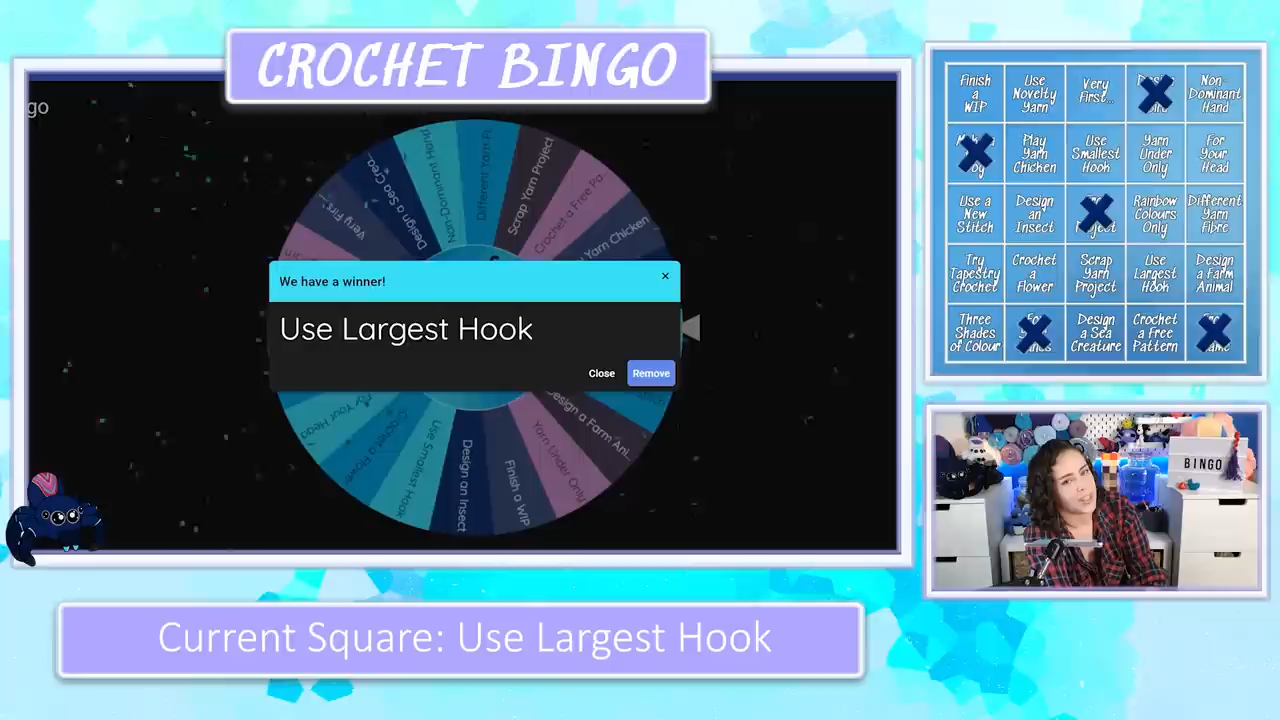 CROCHET BINGO
go
Very Firs...
Design a Sea Crea...
Non-Dominant Hand
Different Yarn Fi...
Scrap Yarn Project
Crochet a Free Pa...
Yarn Chicken
We have a winner!
×
Use Largest Hook
Close
Remove
For Your Head
Crochet a Flower
Use Smallest Hook
Design an Insect
Finish a WIP
Yarn Under Only
Design a Farm Ani...
Stitch
Current Square: Use Largest Hook
Finish
a
WIP
Use
Novelty
Yarn
Very
First...
Non-
Dominant
Hand
Play
Yarn
Chicken
Use
Smallest
Hook
Yarn
Under
Only
For
Your
Head
Use a
New
Stitch
Design
an
Insect
Rainbow
Colours
Only
Different
Yarn
Fibre
Try
Tapestry
Crochet
Crochet
a
Flower
Scrap
Yarn
Project
Use
Largest
Hook
Design
a Farm
Animal
Three
Shades
of Colour
Design
a Sea
Creature
Crochet
a Free
Pattern
BINGO